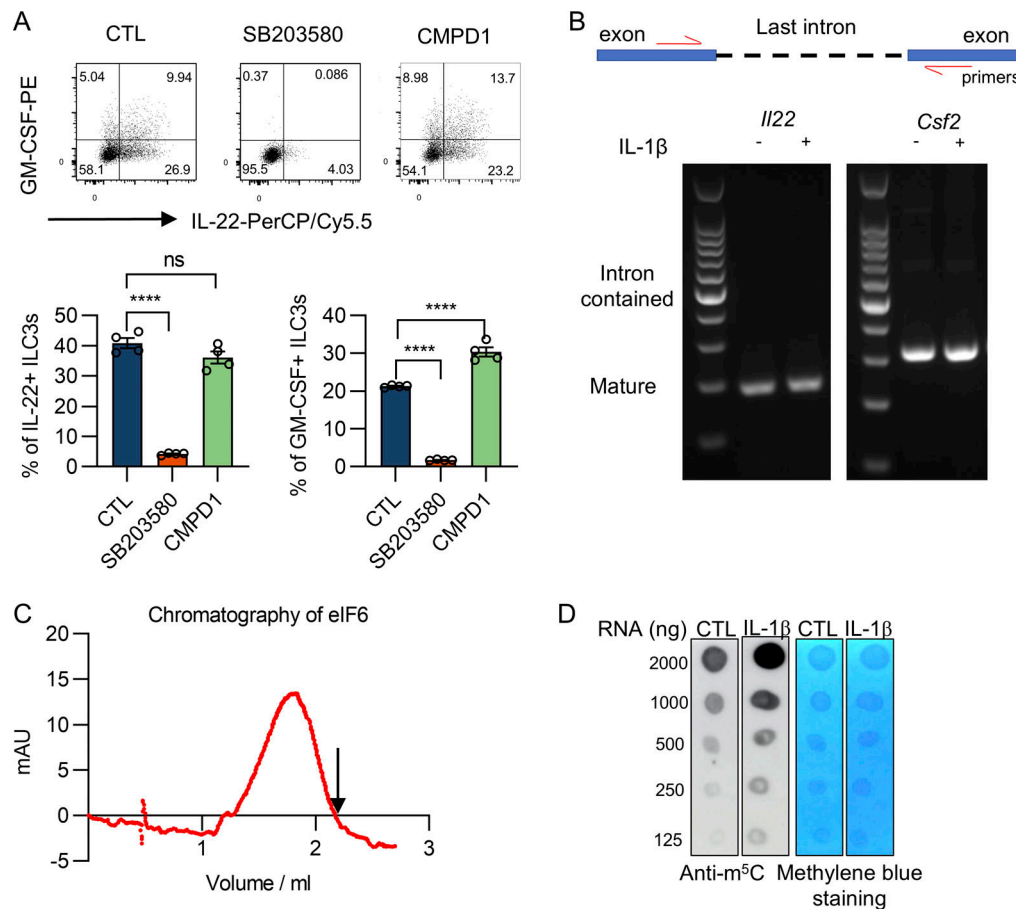 A
CTL SB203580 CMPD1
GM-CSF-PE
5.04 9.94
58.1 26.9
0.37 0.086
95.5 4.03
8.98 13.7
54.1 23.2
0 0 0
0 0 0
IL-22-PerCP/Cy5.5
ns
****
% of IL-22+ ILC3s
50
40
30
20
10
0
CTL
SB203580
CMPD1
****
****
% of GM-CSF+ ILC3s
40
30
20
10
0
CTL
SB203580
CMPD1
B
exon Last intron exon
primers
Il22 Csf2
IL-1β - + - +
Intron
contained
Mature
C
Chromatography of eIF6
mAU
20
15
10
5
0
-5
1 2 3
Volume / ml
D
RNA (ng) CTL IL-1β CTL IL-1β
2000
1000
500
250
125
Anti-m⁵C Methylene blue
staining